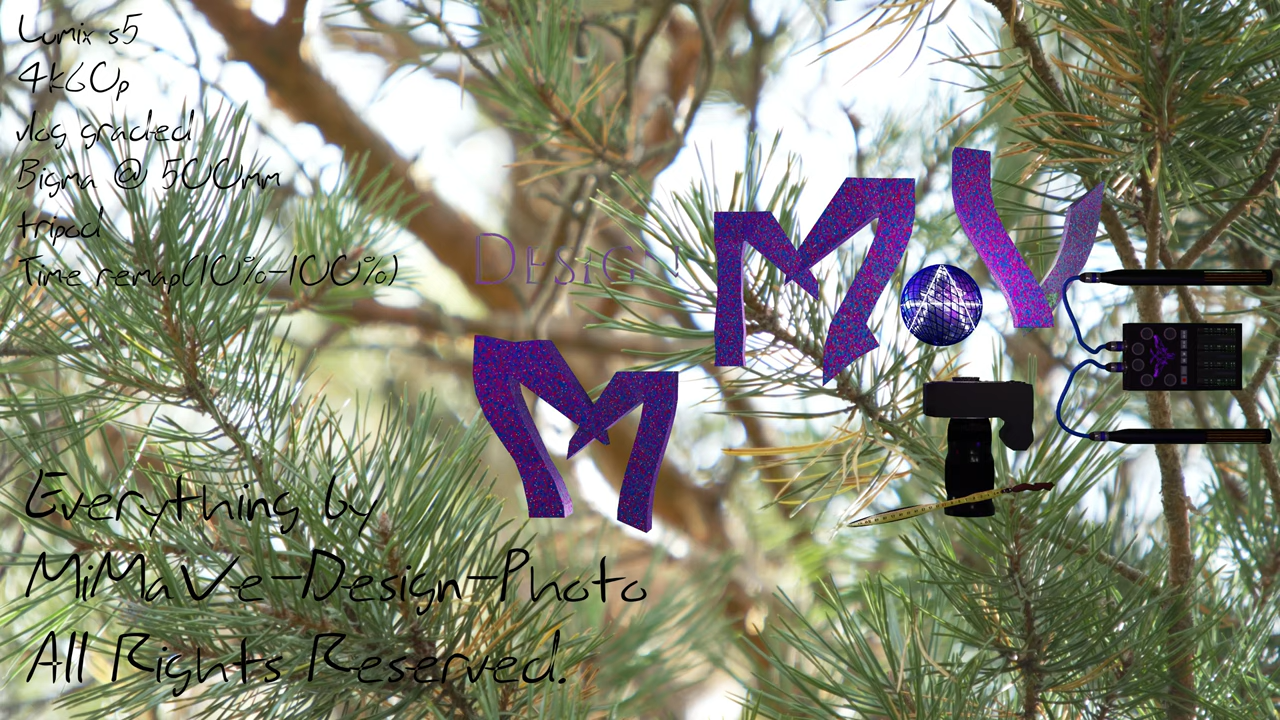 Lumix s5
4k60p
vlog graded
Bigma @ 500mm
tripod
Time remap(10%-100%)
Design
M M V
Everything by
MiMaVe-Design-Photo
All Rights Reserved.